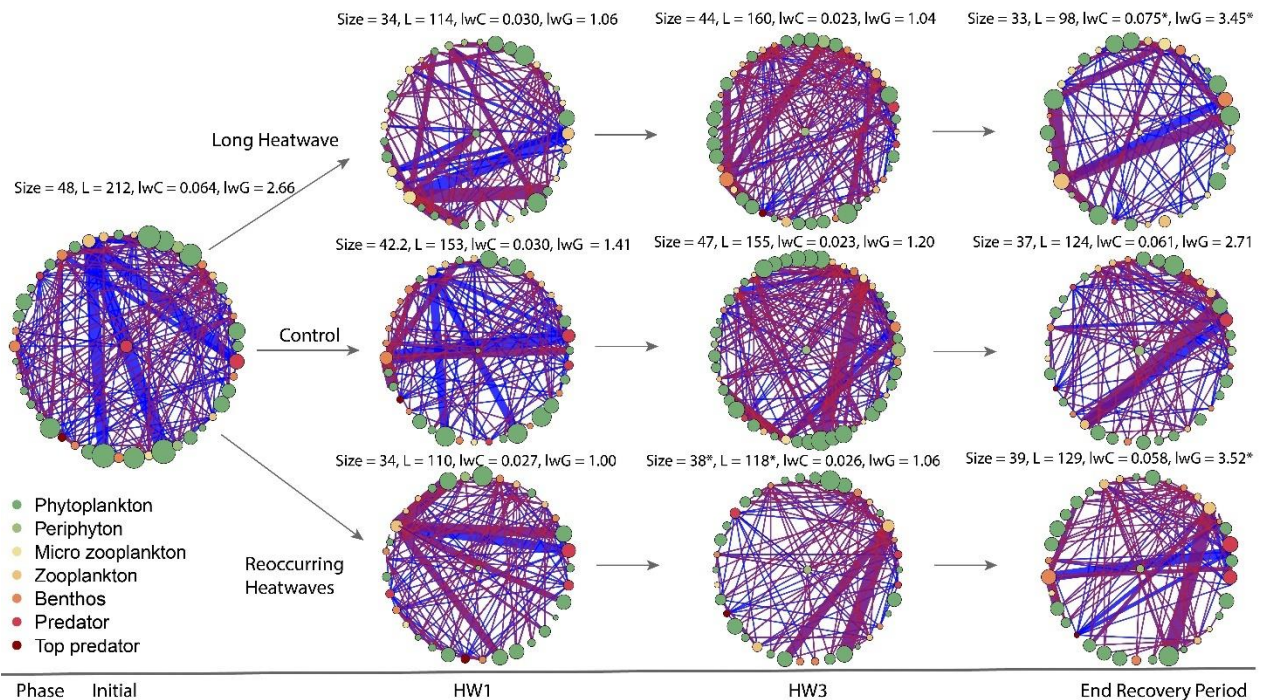 Size = 34, L = 114, lwC = 0.030, lwG = 1.06
Size = 44, L = 160, lwC = 0.023, lwG = 1.04
Size = 33, L = 98, lwC = 0.075*, lwG = 3.45*
Long Heatwave
Size = 48, L = 212, lwC = 0.064, lwG = 2.66
Size = 42.2, L = 153, lwC = 0.030, lwG = 1.41
Size = 47, L = 155, lwC = 0.023, lwG = 1.20
Size = 37, L = 124, lwC = 0.061, lwG = 2.71
Control
Size = 34, L = 110, lwC = 0.027, lwG = 1.00
Size = 38*, L = 118*, lwC = 0.026, lwG = 1.06
Size = 39, L = 129, lwC = 0.058, lwG = 3.52*
Phytoplankton
Periphyton
Micro zooplankton
Zooplankton
Benthos
Predator
Top predator
Reoccurring
Heatwaves
Phase Initial HW1 HW3 End Recovery Period